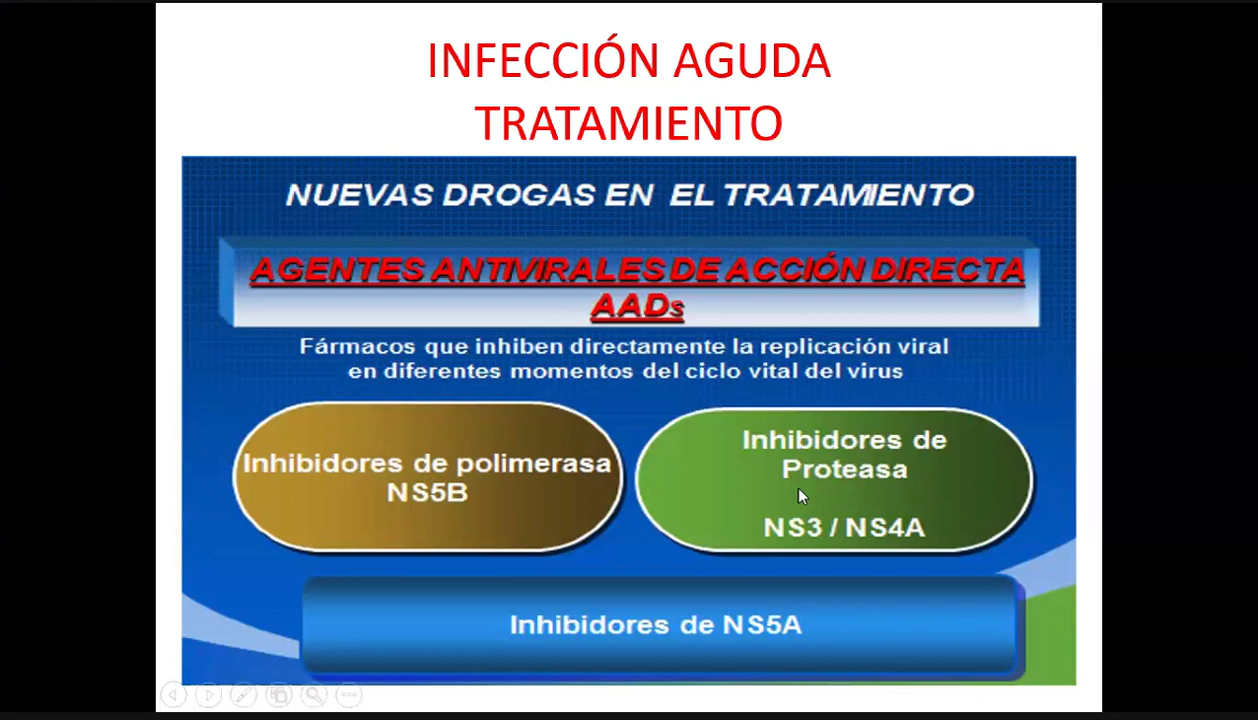 INFECCIÓN AGUDA
TRATAMIENTO
NUEVAS DROGAS EN EL TRATAMIENTO
AGENTES ANTIVIRALES DE ACCIÓN DIRECTA
AADs
Fármacos que inhiben directamente la replicación viral
en diferentes momentos del ciclo vital del virus
Inhibidores de polimerasa
NS5B
Inhibidores de
Proteasa
NS3 / NS4A
Inhibidores de NS5A